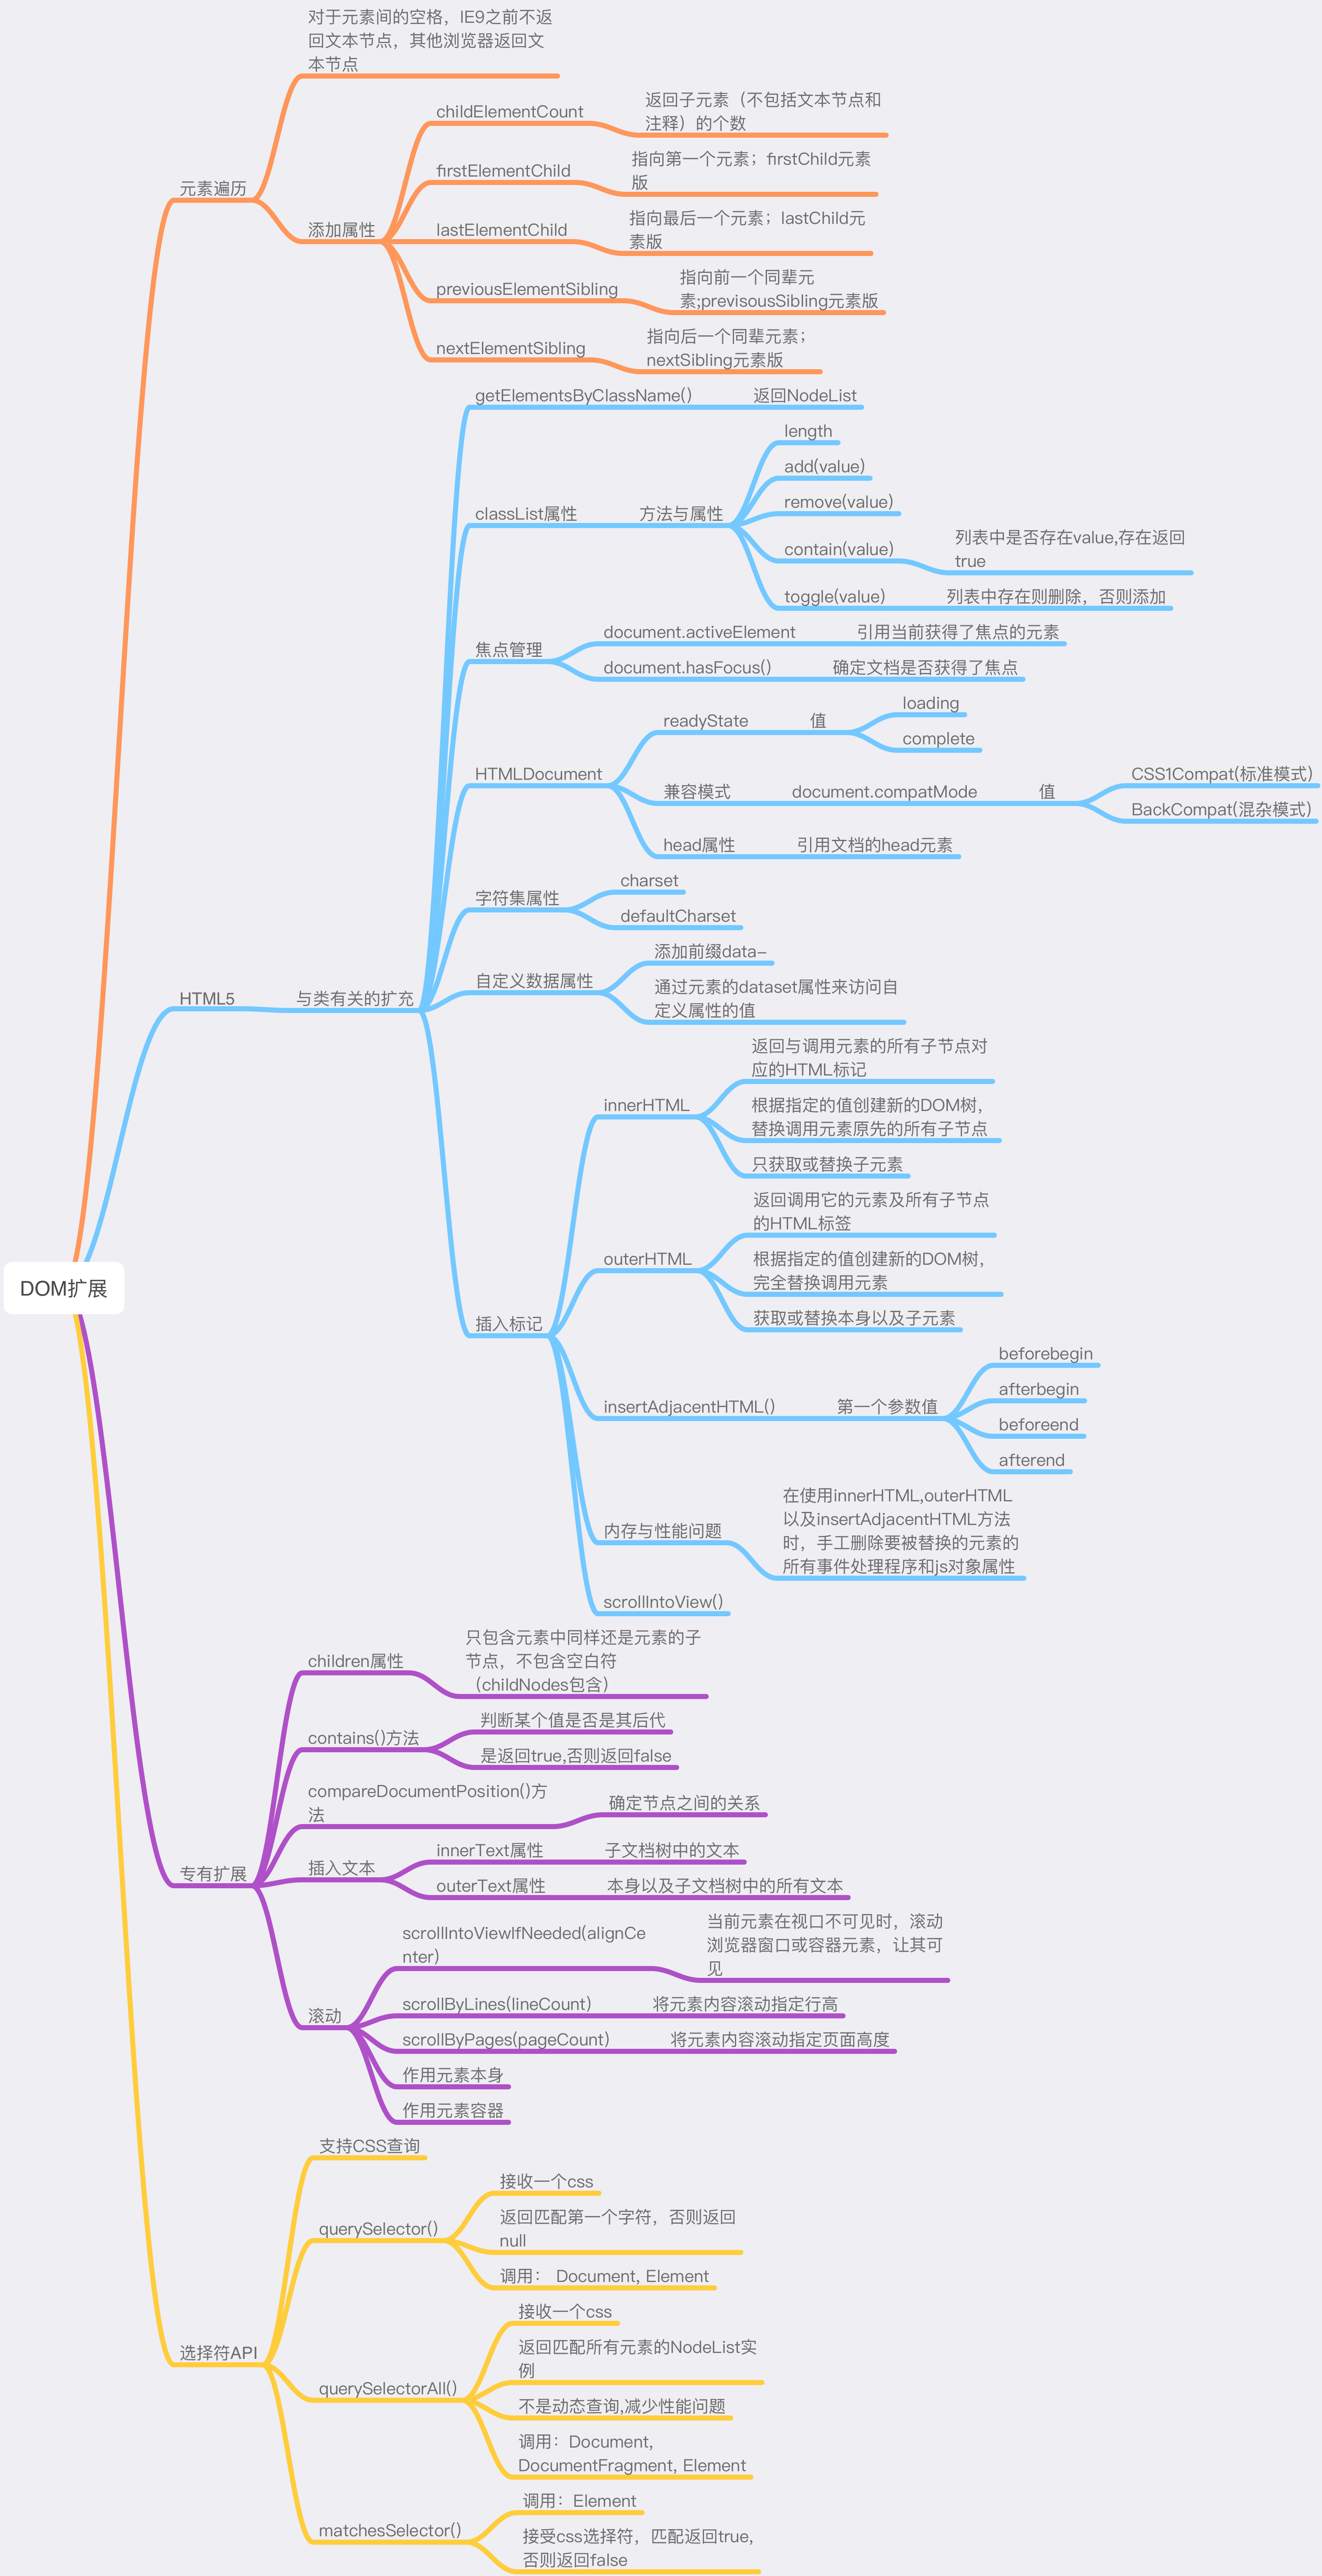 对于元素间的空格，IE9之前不返
回文本节点，其他浏览器返回文
本节点
childElementCount
返回子元素（不包括文本节点和
注释）的个数
firstElementChild
指向第一个元素；firstChild元素
版
元素遍历
添加属性
lastElementChild
指向最后一个元素；lastChild元
素版
previousElementSibling
指向前一个同辈元
素;previsousSibling元素版
nextElementSibling
指向后一个同辈元素；
nextSibling元素版
getElementsByClassName()
返回NodeList
classList属性
方法与属性
length
add(value)
remove(value)
contain(value)
列表中是否存在value,存在返回
true
toggle(value)
列表中存在则删除，否则添加
焦点管理
document.activeElement
引用当前获得了焦点的元素
document.hasFocus()
确定文档是否获得了焦点
HTMLDocument
readyState
值
loading
complete
兼容模式
document.compatMode
值
CSS1Compat(标准模式)
BackCompat(混杂模式)
head属性
引用文档的head元素
字符集属性
charset
defaultCharset
HTML5
与类有关的扩充
自定义数据属性
添加前缀data-
通过元素的dataset属性来访问自
定义属性的值
插入标记
innerHTML
返回与调用元素的所有子节点对
应的HTML标记
根据指定的值创建新的DOM树，
替换调用元素原先的所有子节点
只获取或替换子元素
outerHTML
返回调用它的元素及所有子节点
的HTML标签
根据指定的值创建新的DOM树，
完全替换调用元素
获取或替换本身以及子元素
insertAdjacentHTML()
第一个参数值
beforebegin
afterbegin
beforeend
afterend
内存与性能问题
在使用innerHTML,outerHTML
以及insertAdjacentHTML方法
时，手工删除要被替换的元素的
所有事件处理程序和js对象属性
scrollIntoView()
DOM扩展
专有扩展
children属性
只包含元素中同样还是元素的子
节点，不包含空白符
（childNodes包含）
contains()方法
判断某个值是否是其后代
是返回true,否则返回false
compareDocumentPosition()方
法
确定节点之间的关系
插入文本
innerText属性
子文档树中的文本
outerText属性
本身以及子文档树中的所有文本
滚动
scrollIntoViewIfNeeded(alignCe
nter)
当前元素在视口不可见时，滚动
浏览器窗口或容器元素，让其可
见
scrollByLines(lineCount)
将元素内容滚动指定行高
scrollByPages(pageCount)
将元素内容滚动指定页面高度
作用元素本身
作用元素容器
选择符API
支持CSS查询
querySelector()
接收一个css
返回匹配第一个字符，否则返回
null
调用： Document, Element
querySelectorAll()
接收一个css
返回匹配所有元素的NodeList实
例
不是动态查询,减少性能问题
调用：Document,
DocumentFragment, Element
matchesSelector()
调用：Element
接受css选择符，匹配返回true,
否则返回false